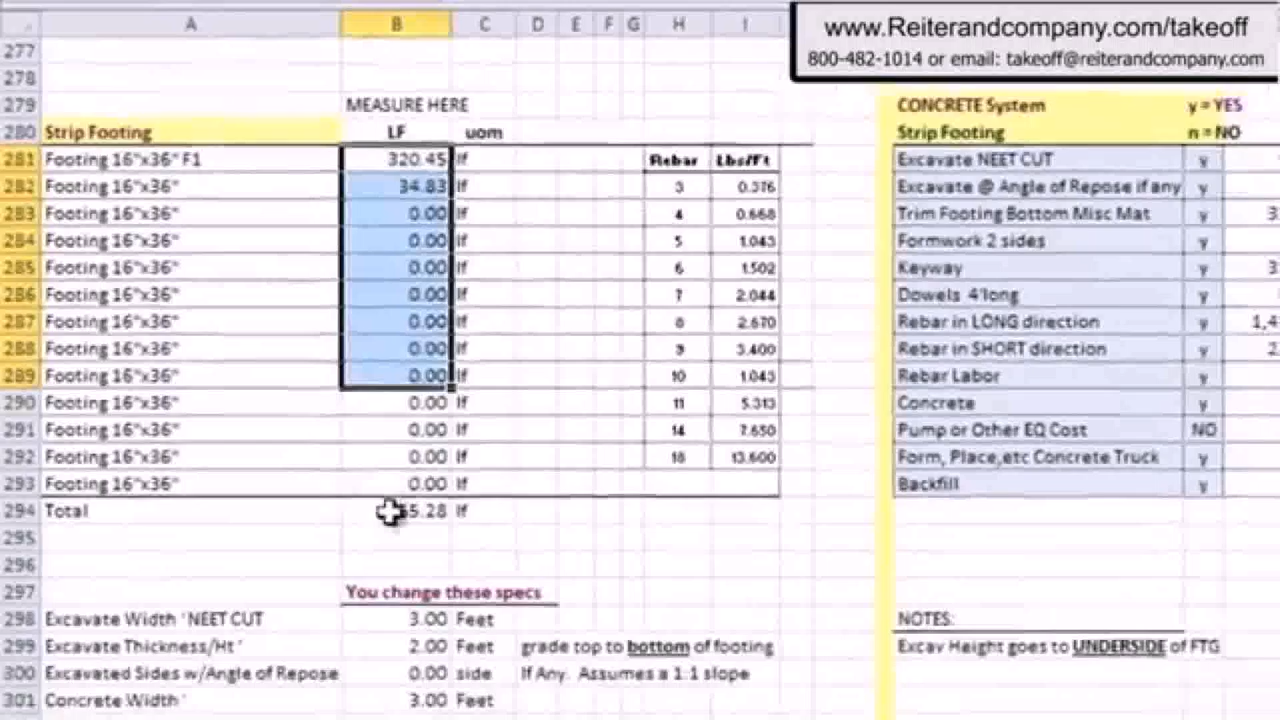 A B C D E F G H I
www.Reiterandcompany.com/takeoff
800-482-1014 or email: takeoff@reiterandcompany.com
277
278
279 MEASURE HERE CONCRETE System y = YES
280 Strip Footing LF uom Strip Footing n = NO
281 Footing 16"x36" F1 320.45 lf Rebar Lbs/Ft Excavate NEET CUT y
282 Footing 16"x36" 34.83 lf 3 0.376 Excavate @ Angle of Repose if any y
283 Footing 16"x36" 0.00 lf 4 0.668 Trim Footing Bottom Misc Mat y 3
284 Footing 16"x36" 0.00 lf 5 1.043 Formwork 2 sides y
285 Footing 16"x36" 0.00 lf 6 1.502 Keyway y 3
286 Footing 16"x36" 0.00 lf 7 2.044 Dowels 4'long y
287 Footing 16"x36" 0.00 lf 8 2.670 Rebar in LONG direction y 1,4
288 Footing 16"x36" 0.00 lf 9 3.400 Rebar in SHORT direction y 2
289 Footing 16"x36" 0.00 lf 10 1.043 Rebar Labor y
290 Footing 16"x36" 0.00 lf 11 5.313 Concrete y
291 Footing 16"x36" 0.00 lf 14 7.650 Pump or Other EQ Cost NO
292 Footing 16"x36" 0.00 lf 18 13.600 Form, Place,etc Concrete Truck y
293 Footing 16"x36" 0.00 lf Backfill y
294 Total 5.28 lf
295
296
297 You change these specs
298 Excavate Width ' NEET CUT 3.00 Feet NOTES:
299 Excavate Thickness/Ht ' 2.00 Feet grade top to bottom of footing Excav Height goes to UNDERSIDE of FTG
300 Excavated Sides w/Angle of Repose 0.00 side If Any. Assumes a 1:1 slope
301 Concrete Width ' 3.00 Feet